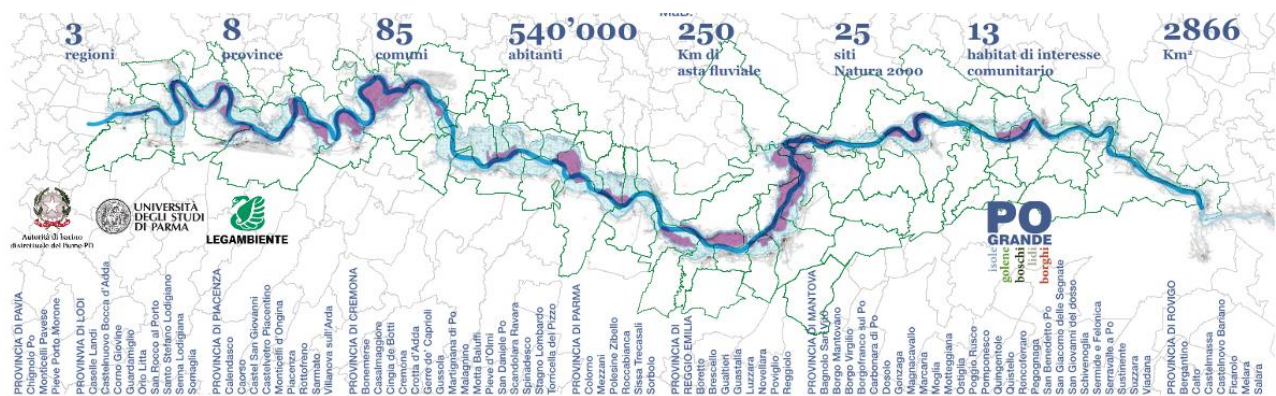 MaB.
3
regioni
8
province
85
comuni
540'000
abitanti
250
Km di
asta fluviale
25
siti
Natura 2000
13
habitat di interesse
comunitario
2866
Km²
Autorità di bacino
distrettuale del fiume PO
UNIVERSITÀ
DEGLI STUDI
DI PARMA
LEGAMBIENTE
PO
GRANDE
isole
golene
boschi
lidi
borghi
PROVINCIA DI PAVIA
Chignolo Po
Monticelli Pavese
Pieve Porto Morone
PROVINVIA DI LODI
Caselle Landi
Castelnuovo Bocca d'Adda
Corno Giovine
Guardamiglio
Orio Litta
San Rocco al Porto
Santo Stefano Lodigiano
Senna Lodigiana
Somaglia
PROVINCIA DI PIACENZA
Calendasco
Caorso
Castel San Giovanni
Castelvetro Piacentino
Monticelli d'Ongina
Piacenza
Rottofreno
Sarmato
Villanova sull'Arda
PROVINCIA DI CREMONA
Bonemerse
Casalmaggiore
Cingia de Botti
Cremona
Crotta d'Adda
Gerre de' Caprioli
Gussola
Martignana di Po
Malagnino
Motta Baluffi
Pieve d'Olmi
San Daniele Po
Scandolara Ravara
Spinadesco
Stagno Lombardo
Torricella del Pizzo
PROVINCIA DI PARMA
Colorno
Mezzani
Polesine Zibello
Roccabianca
Sissa Trecasali
Sorbolo
PROVINCIA DI
REGGIO EMILIA
Boretto
Brescello
Gualtieri
Guastalla
Luzzara
Novellara
Poviglio
Reggiolo
PROVINCIA DI MANTOVA
Bagnolo San Vito
Borgo Mantovano
Borgo Virgilio
Borgofranco sul Po
Carbonara di Po
Dosolo
Gonzaga
Magnacavallo
Marcaria
Moglia
Motteggiana
Ostiglia
Poggio Rusco
Pomponesco
Quingentole
Quistello
Roncoferraro
Pegognaga
San Benedetto Po
San Giacomo delle Segnate
San Giovanni del dosso
Schivenoglia
Sermide e Felonica
Serravalle a Po
Sustinente
Suzzara
Viadana
PROVINCIA DI ROVIGO
Bergantino
Calto
Castelmassa
Castelnovo Bariano
Ficarolo
Melara
Salara